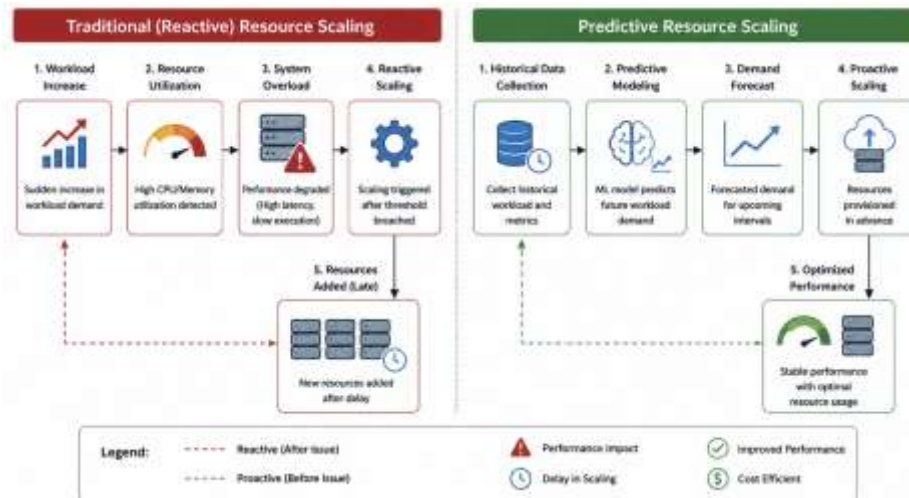 Traditional (Reactive) Resource Scaling
1. Workload
Increase
2. Resource
Utilization
3. System
Overload
4. Reactive
Scaling
Sudden increase in
workload demand
High CPU/Memory
utilization detected
Performance degraded
(High latency,
slow execution)
Scaling triggered
after threshold
breached
5. Resources
Added (Late)
New resources added
after delay
Predictive Resource Scaling
1. Historical Data
Collection
2. Predictive
Modeling
3. Demand
Forecast
4. Proactive
Scaling
Collect historical
workload and
metrics
ML model predicts
future workload
demand
Forecasted demand
for upcoming
intervals
Resources
provisioned
in advance
5. Optimized
Performance
Stable performance
with optimal
resource usage
Legend:
Reactive (After Issue)
Proactive (Before Issue)
Performance Impact
Delay in Scaling
Improved Performance
$ Cost Efficient